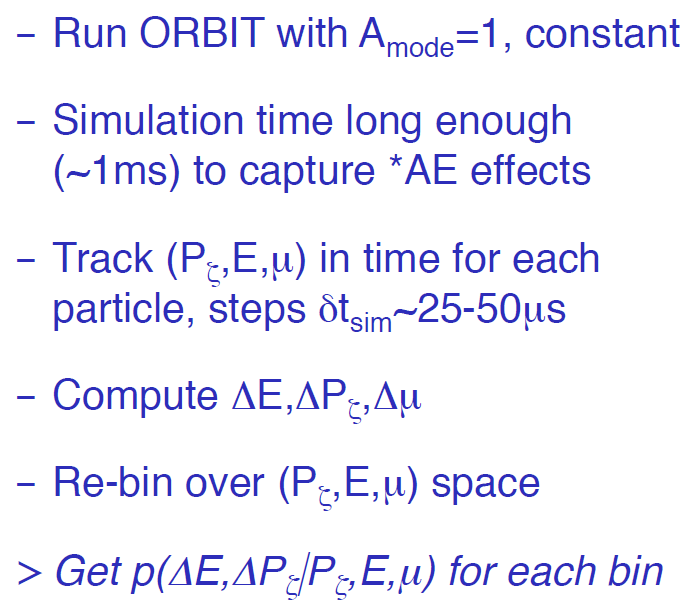 – Run ORBIT with Amode=1, constant
– Simulation time long enough
(~1ms) to capture *AE effects
– Track (Pζ,E,μ) in time for each
particle, steps δtsim~25-50μs
– Compute ΔE,ΔPζ,Δμ
– Re-bin over (Pζ,E,μ) space
> Get p(ΔE,ΔPζ|Pζ,E,μ) for each bin